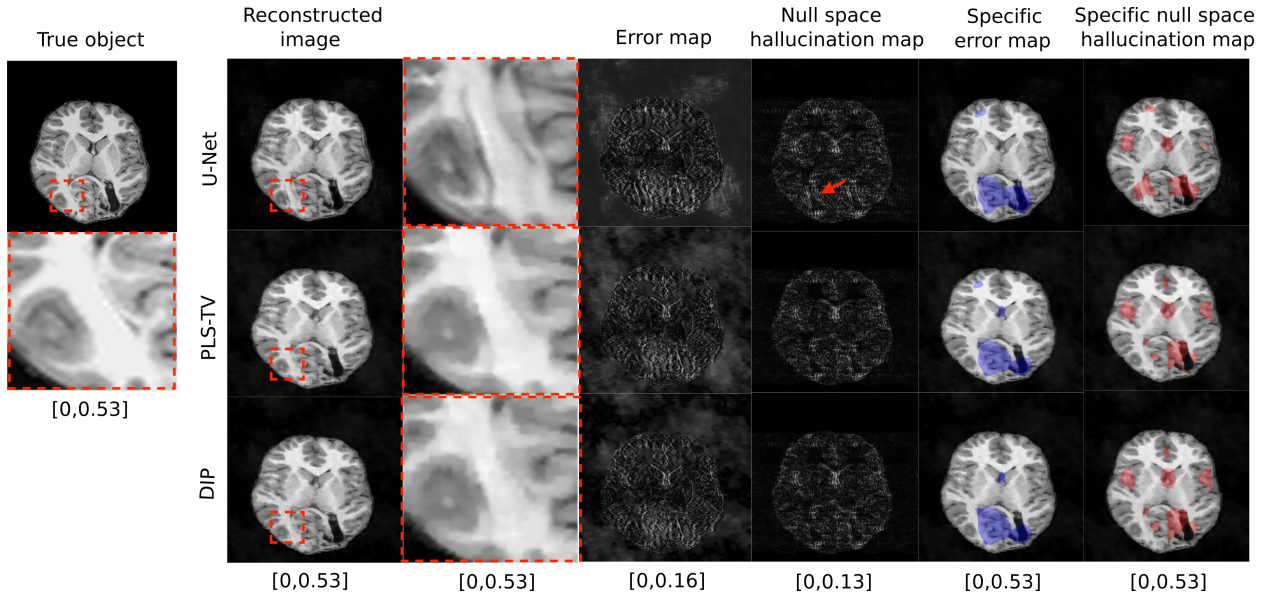 True object
Reconstructed
image
Error map
Null space
hallucination map
Specific
error map
Specific null space
hallucination map
U-Net
PLS-TV
DIP
[0,0.53]
[0,0.53]
[0,0.53]
[0,0.16]
[0,0.13]
[0,0.53]
[0,0.53]